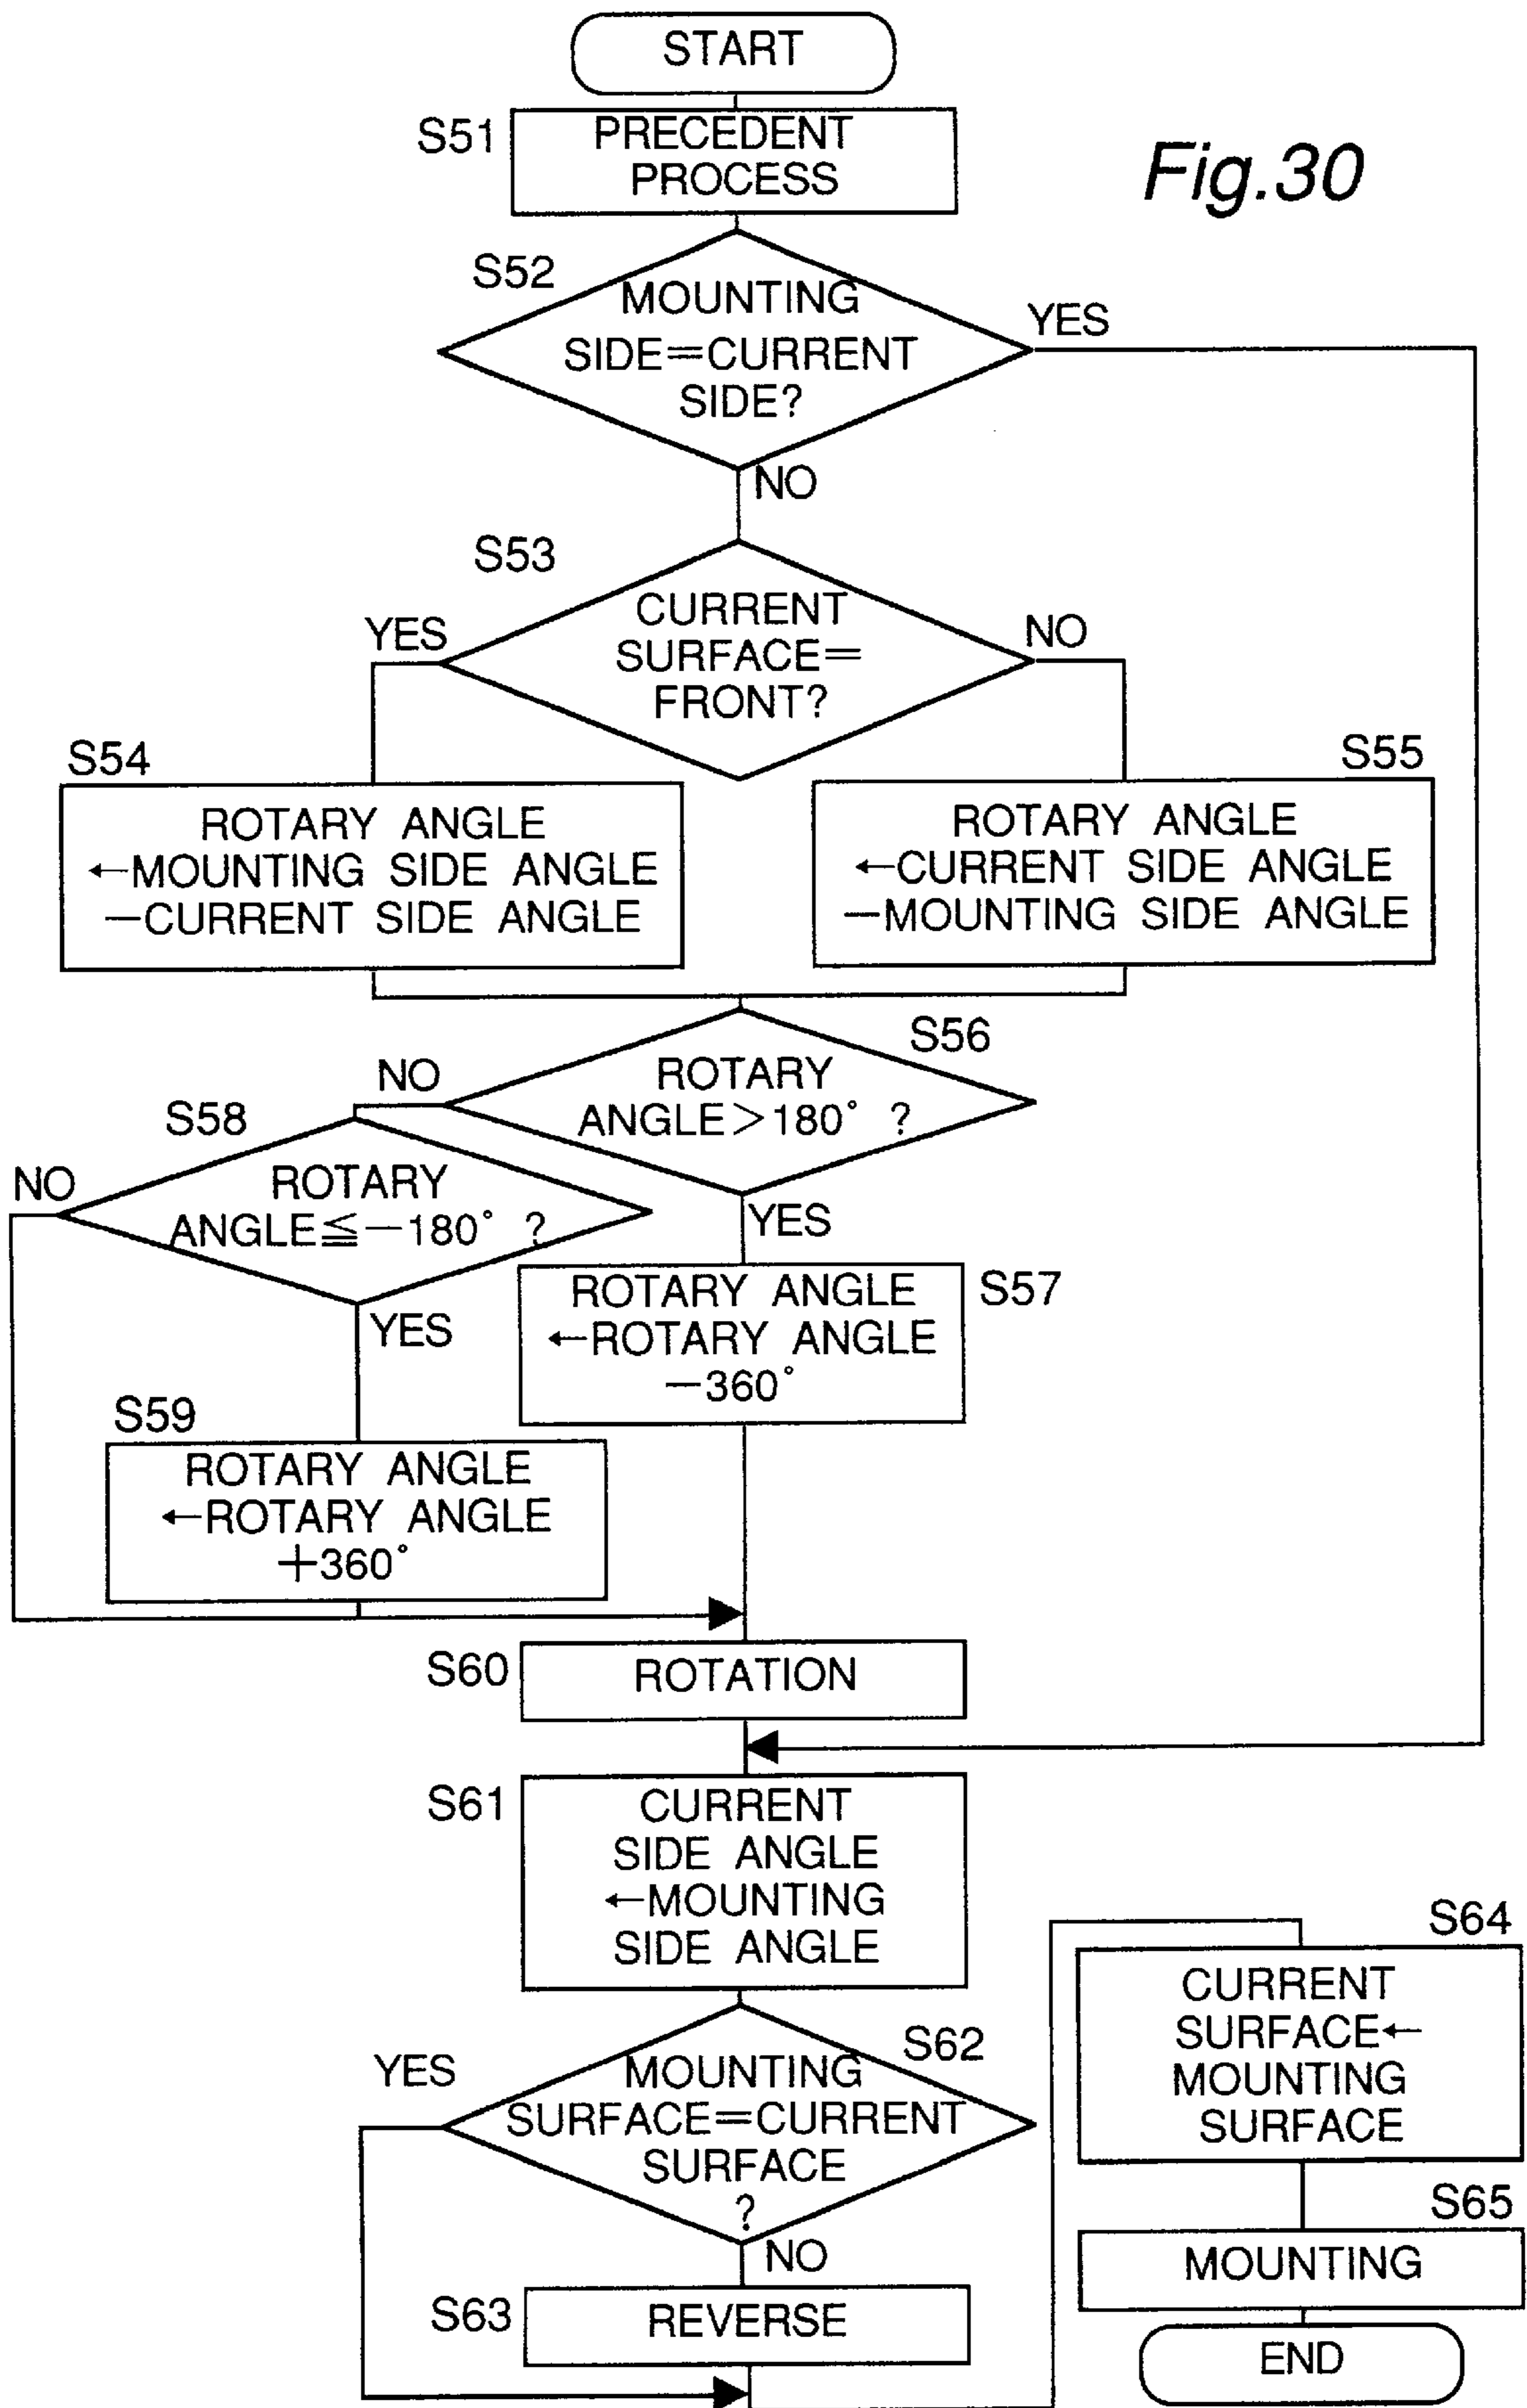 START
S51
PRECEDENT
PROCESS
Fig.30
S52
MOUNTING
SIDE=CURRENT
SIDE?
YES
NO
S53
CURRENT
SURFACE=
FRONT?
YES
NO
S54
ROTARY ANGLE
←MOUNTING SIDE ANGLE
−CURRENT SIDE ANGLE
S55
ROTARY ANGLE
←CURRENT SIDE ANGLE
−MOUNTING SIDE ANGLE
S56
ROTARY
ANGLE>180° ?
NO
YES
S58
ROTARY
ANGLE≦−180° ?
NO
YES
S57
ROTARY ANGLE
←ROTARY ANGLE
−360°
S59
ROTARY ANGLE
←ROTARY ANGLE
+360°
S60
ROTATION
S61
CURRENT
SIDE ANGLE
←MOUNTING
SIDE ANGLE
S62
MOUNTING
SURFACE=CURRENT
SURFACE
?
YES
NO
S63
REVERSE
S64
CURRENT
SURFACE←
MOUNTING
SURFACE
S65
MOUNTING
END